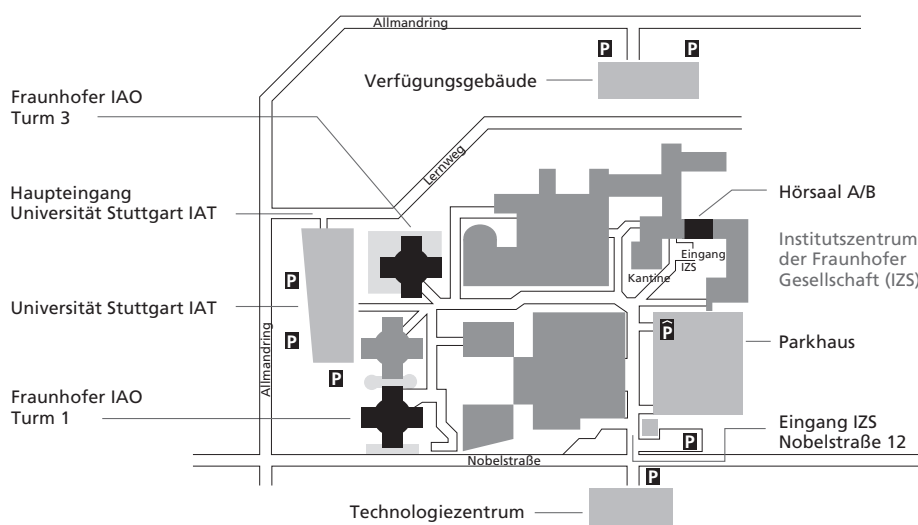 Allmandring
P
P
Verfügungsgebäude
Fraunhofer IAO
Turm 3
Lernweg
Haupteingang
Universität Stuttgart IAT
Hörsaal A/B
Institutszentrum
der Fraunhofer
Gesellschaft (IZS)
Eingang
IZS
Kantine
P
Universität Stuttgart IAT
P
P
Parkhaus
Allmandring
P
Fraunhofer IAO
Turm 1
Eingang IZS
Nobelstraße 12
P
Nobelstraße
P
Technologiezentrum